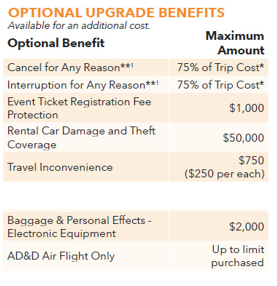 OPTIONAL UPGRADE BENEFITS
Available for an additional cost.
Optional Benefit
Maximum
Amount
Cancel for Any Reason**¹
75% of Trip Cost*
Interruption for Any Reason**¹
75% of Trip Cost*
Event Ticket Registration Fee
Protection
$1,000
Rental Car Damage and Theft
Coverage
$50,000
Travel Inconvenience
$750
($250 per each)
Baggage & Personal Effects -
Electronic Equipment
$2,000
AD&D Air Flight Only
Up to limit
purchased